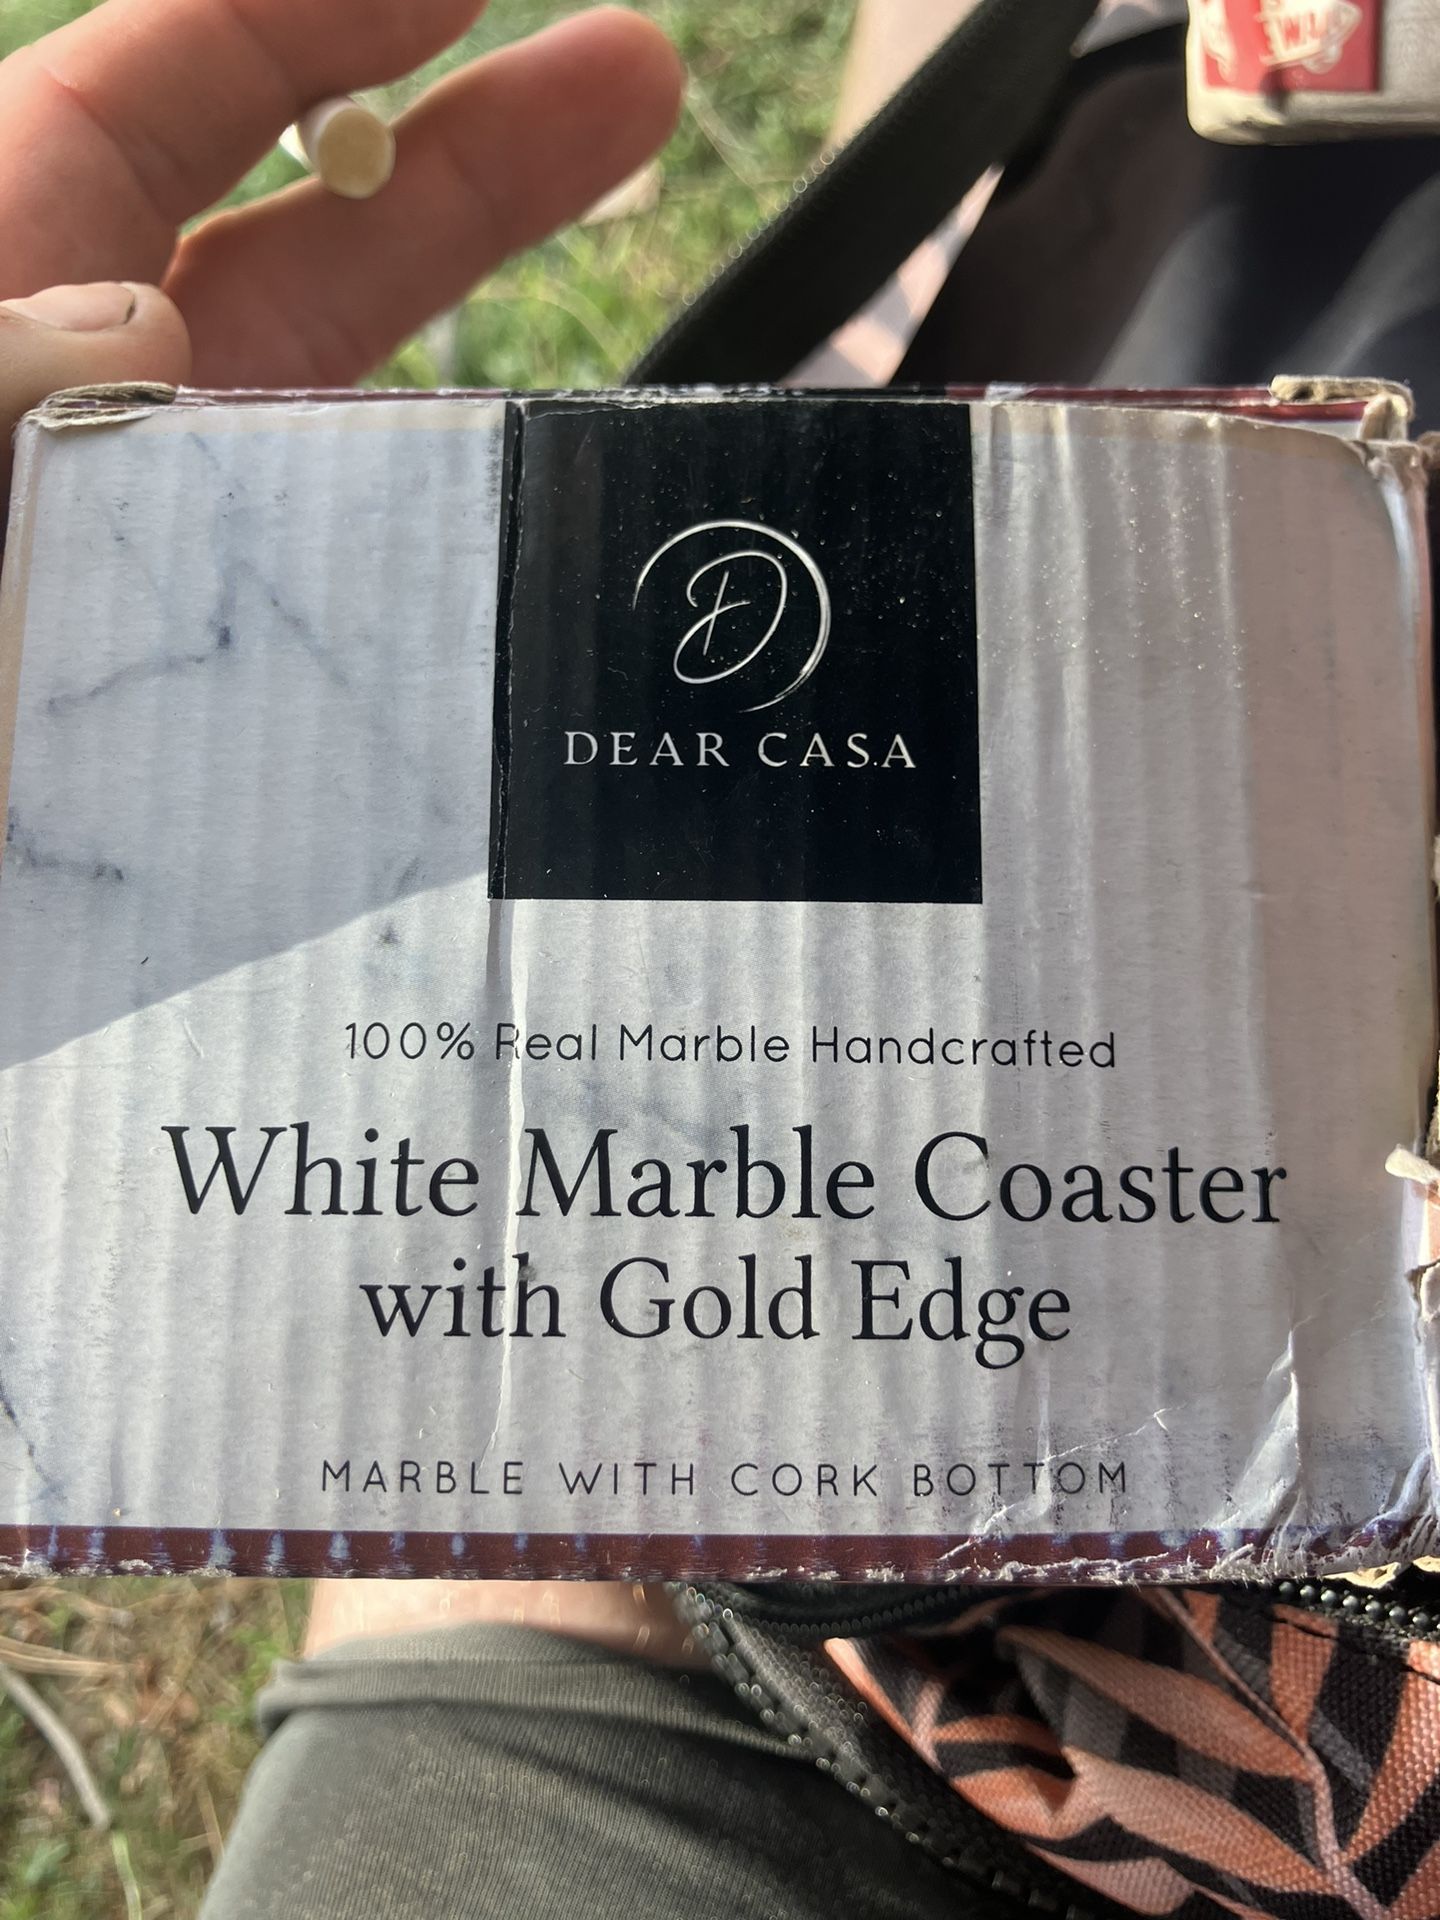 DEAR CASA
100% Real Marble Handcrafted
White Marble Coaster
with Gold Edge
MARBLE WITH CORK BOTTOM